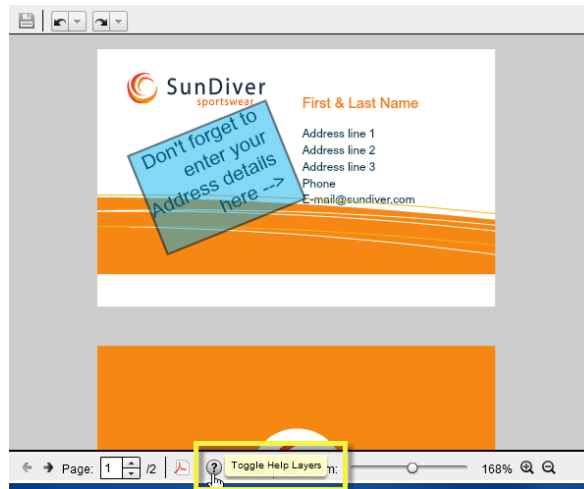 SunDiver
sportswear
First & Last Name
Don't forget to
enter your
Address details
here -->
Address line 1
Address line 2
Address line 3
Phone
E-mail@sundiver.com
Page: 1 /2
?
Toggle Help Layers
m:
168%